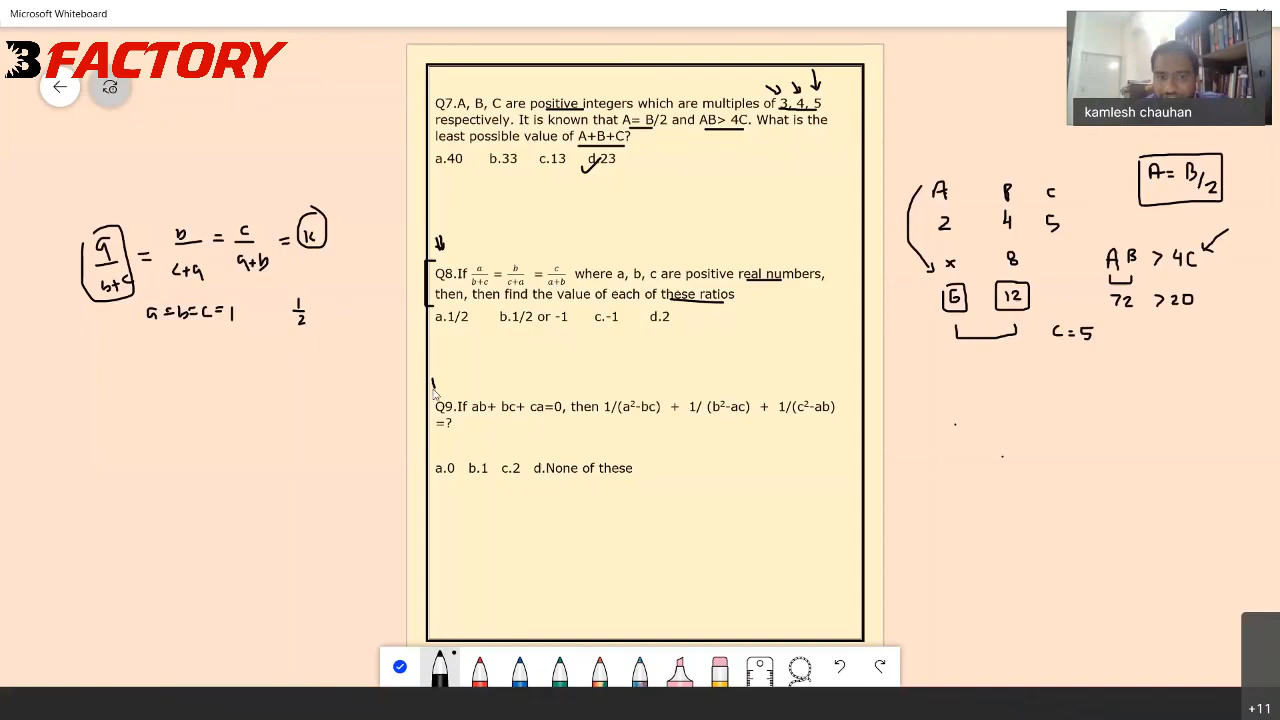 Microsoft Whiteboard
BFACTORY
kamlesh chauhan
Q7.A, B, C are positive integers which are multiples of 3, 4, 5
respectively. It is known that A= B/2 and AB> 4C. What is the
least possible value of A+B+C?
a.40 b.33 c.13 d.23
Q8.If a/(b+c) = b/(c+a) = c/(a+b) where a, b, c are positive real numbers,
then, then find the value of each of these ratios
a.1/2 b.1/2 or -1 c.-1 d.2
Q9.If ab+ bc+ ca=0, then 1/(a²-bc) + 1/ (b²-ac) + 1/(c²-ab)
=?
a.0 b.1 c.2 d.None of these
a/(b+c) = b/(c+a) = c/(a+b) = k
a=b=c=1 1/2
A B C
2 4 5
x 8
6 12
C=5
A = B/2
AB > 4C
72 > 20
+11